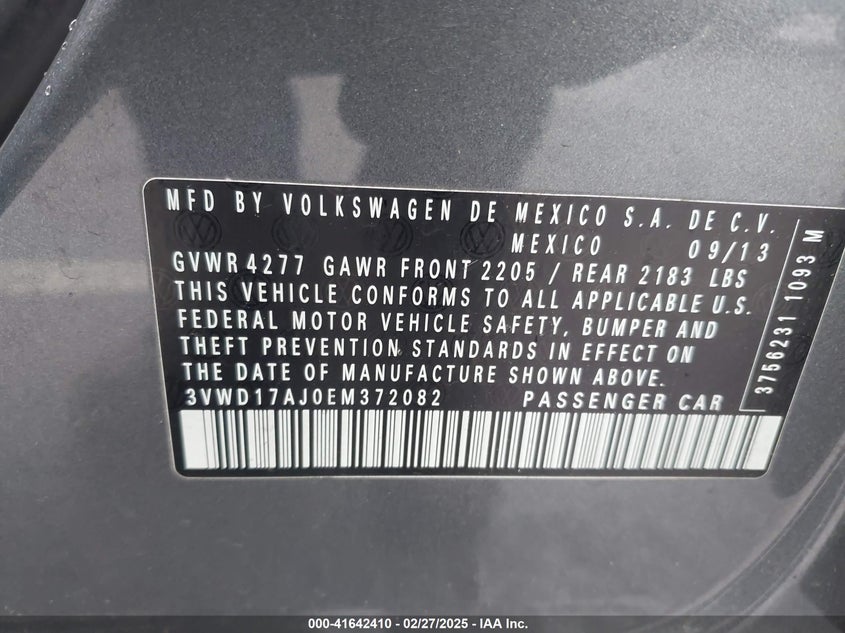 MFD BY VOLKSWAGEN DE MEXICO S.A. DE C.V.
MEXICO 09/13
GVWR 4277 GAWR FRONT 2205 / REAR 2183 LBS
THIS VEHICLE CONFORMS TO ALL APPLICABLE U.S.
FEDERAL MOTOR VEHICLE SAFETY, BUMPER AND
THEFT PREVENTION STANDARDS IN EFFECT ON
THE DATE OF MANUFACTURE SHOWN ABOVE.
3VWD17AJ0EM372082 PASSENGER CAR
3756231 1093 M
000-41642410 - 02/27/2025 - IAA Inc.